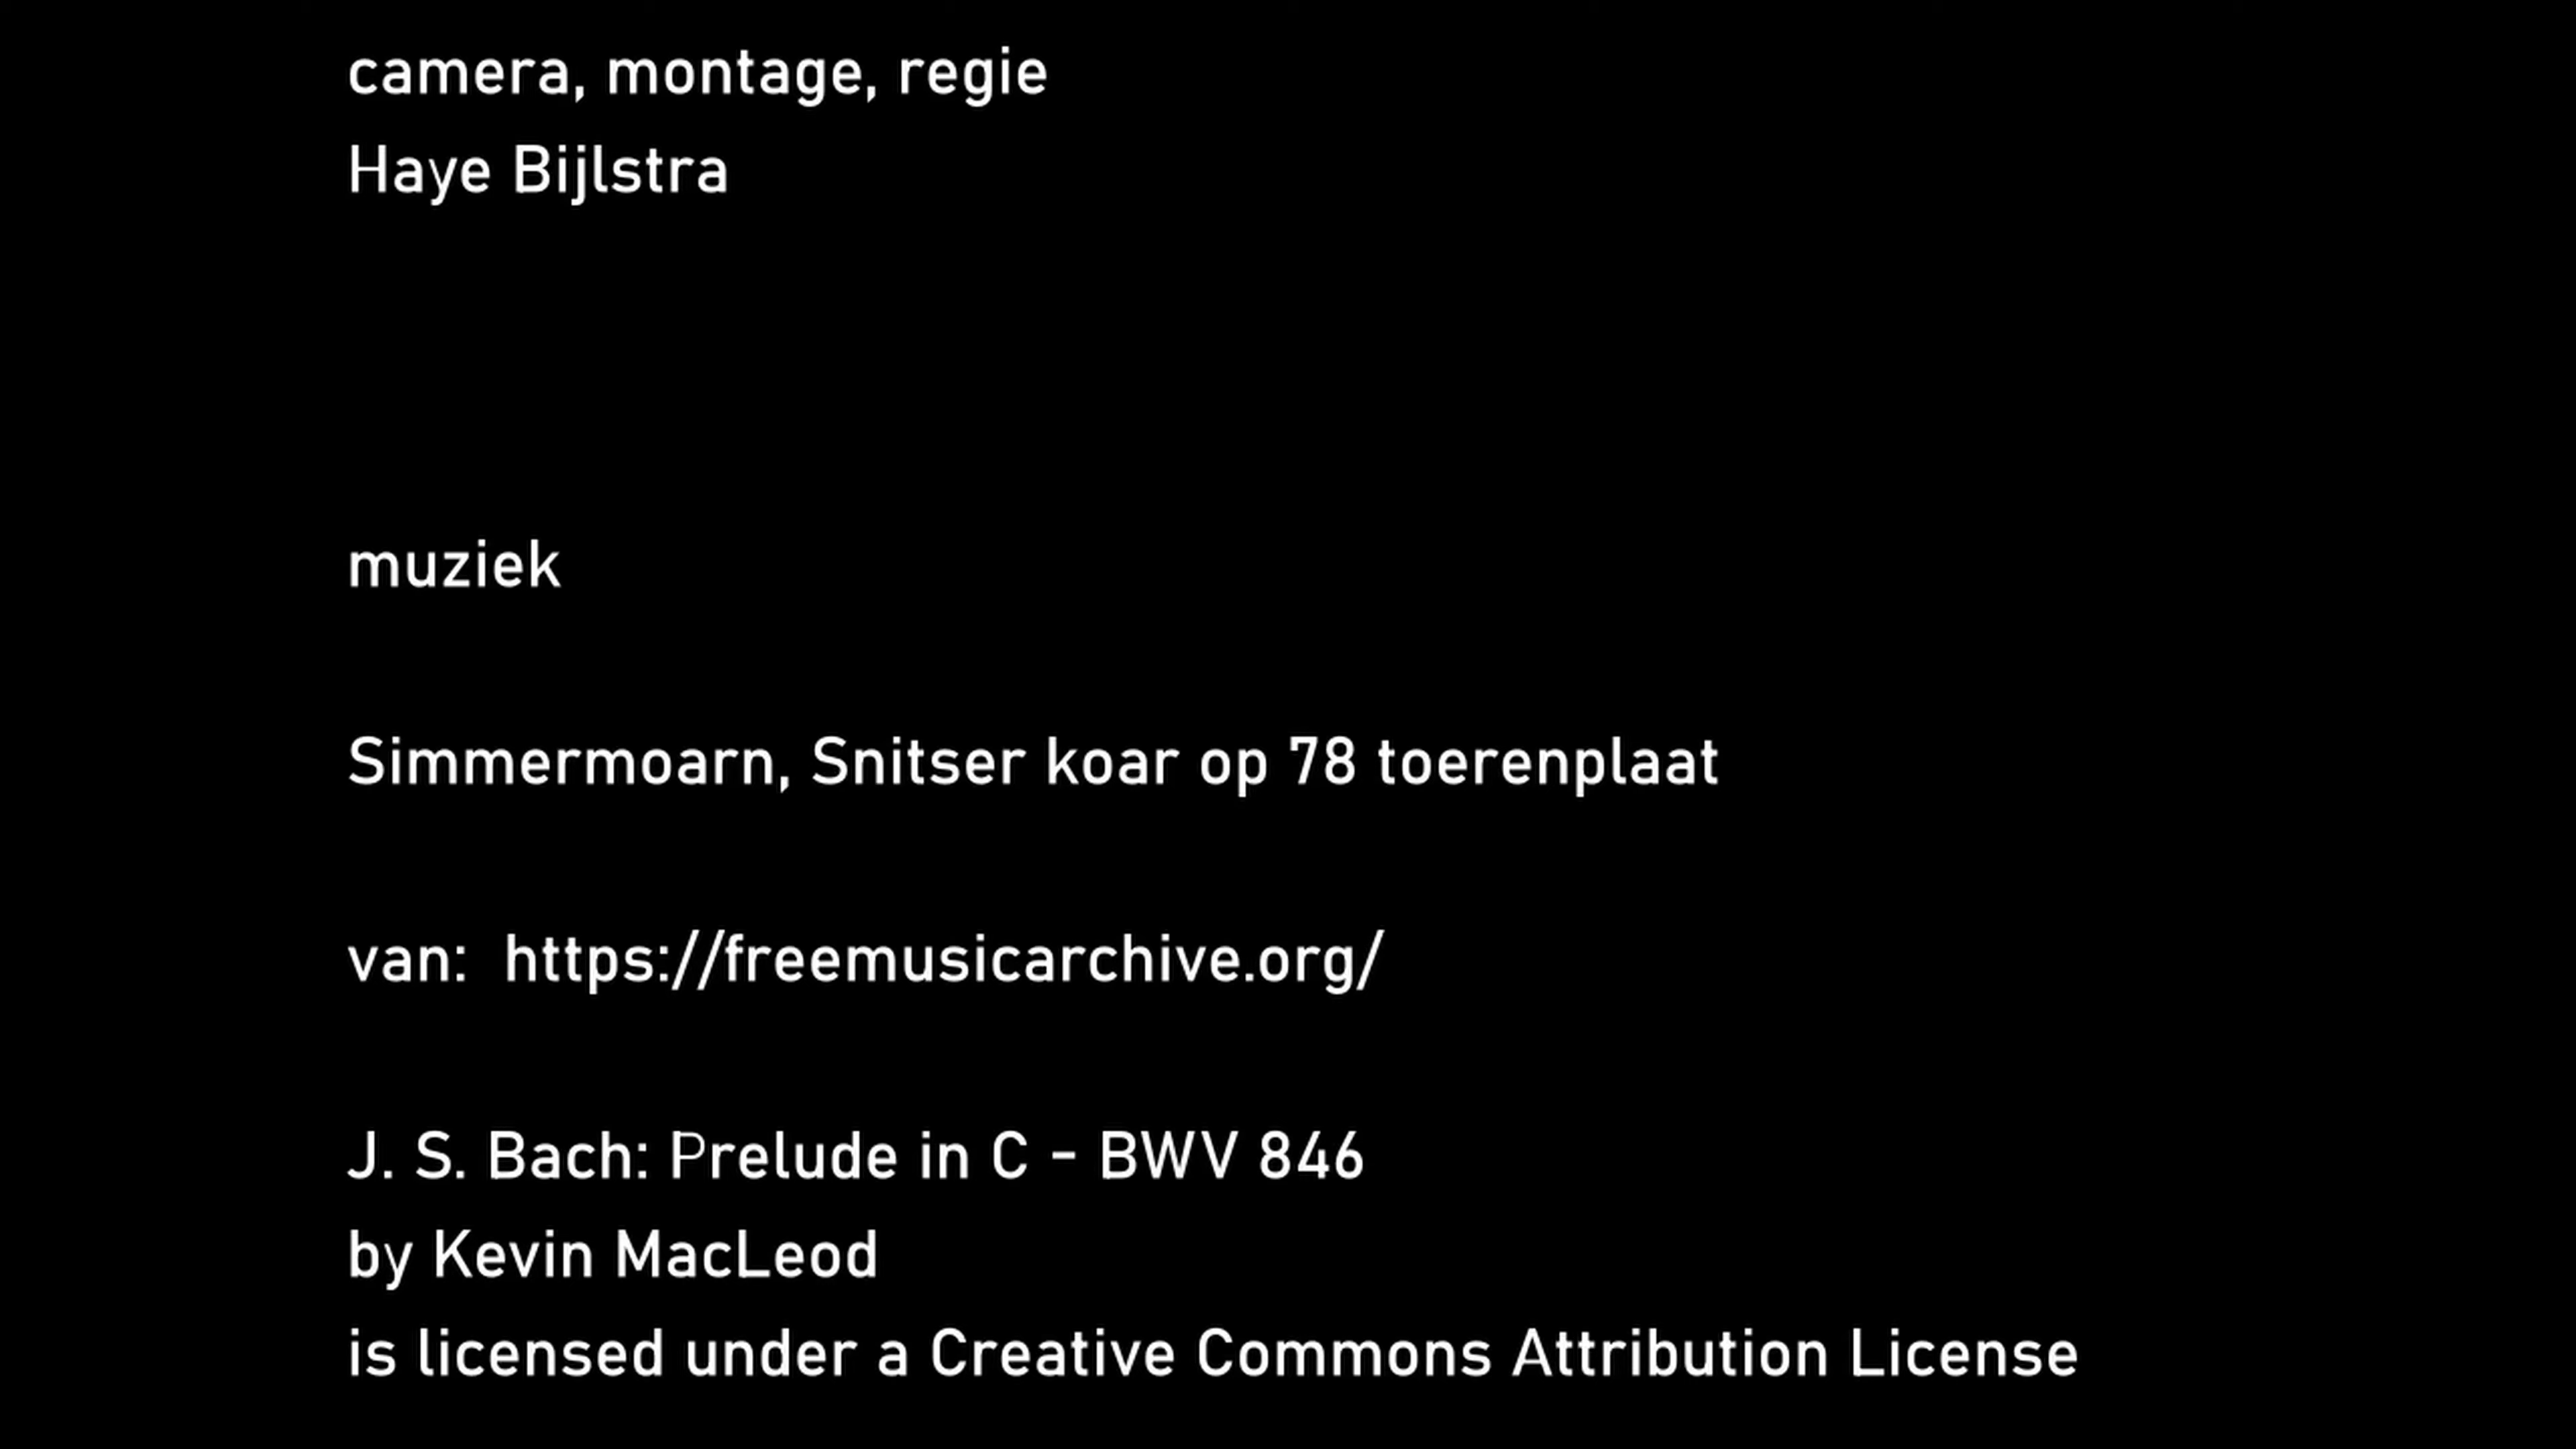 camera, montage, regie
Haye Bijlstra
muziek
Simmermoarn, Snitser koar op 78 toerenplaat
van:  https://freemusicarchive.org/
J. S. Bach: Prelude in C - BWV 846
by Kevin MacLeod
is licensed under a Creative Commons Attribution License